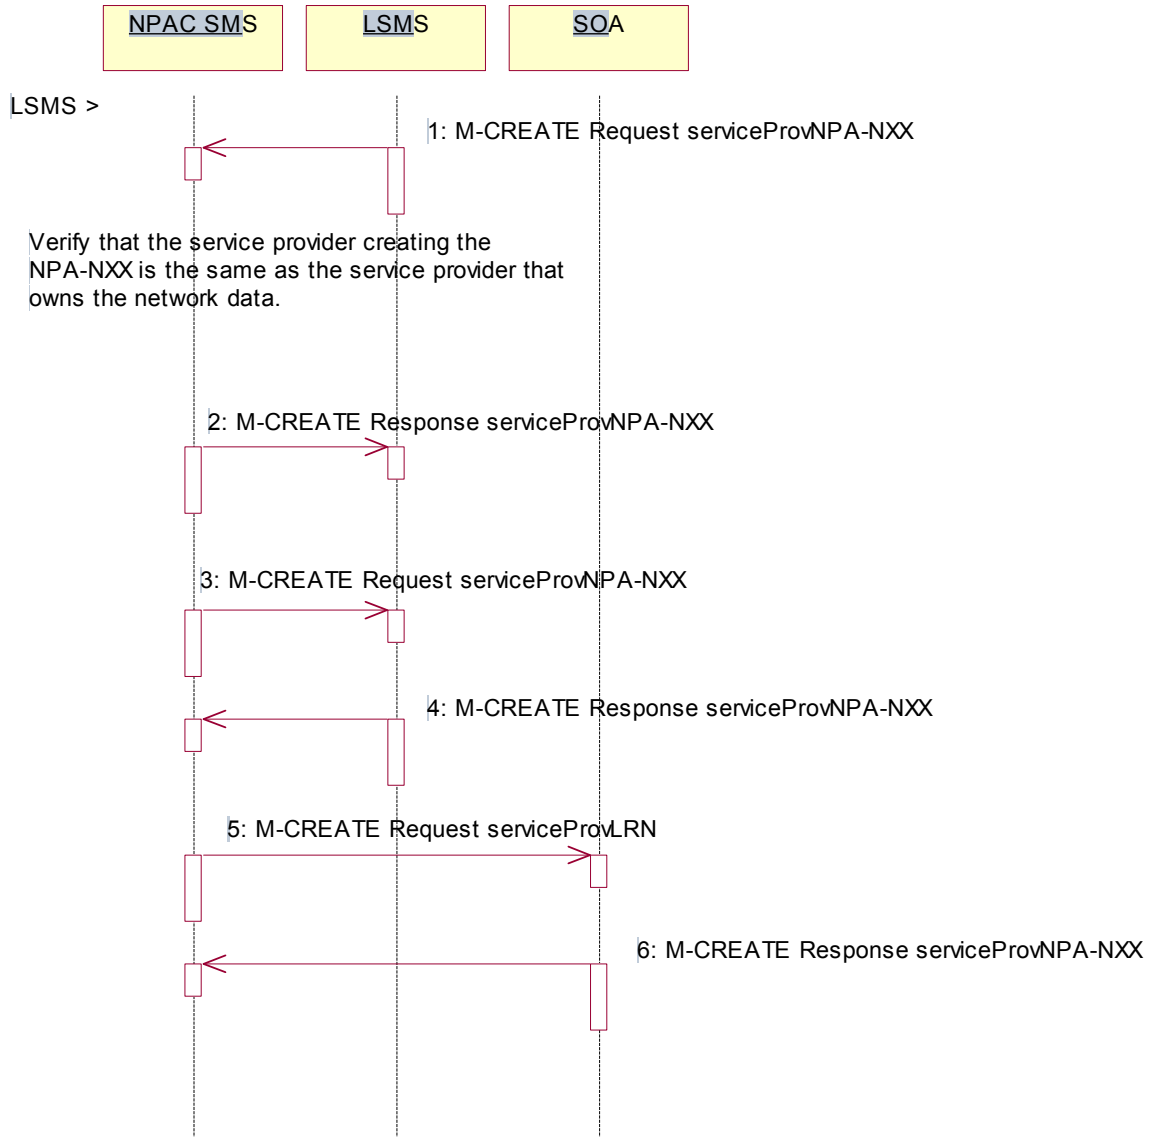 NPAC SMS
LSMS
SOA
LSMS >
1: M-CREATE Request serviceProvNPA-NXX
Verify that the service provider creating the
NPA-NXX is the same as the service provider that
owns the network data.
2: M-CREATE Response serviceProvNPA-NXX
3: M-CREATE Request serviceProvNPA-NXX
4: M-CREATE Response serviceProvNPA-NXX
5: M-CREATE Request serviceProvLRN
6: M-CREATE Response serviceProvNPA-NXX